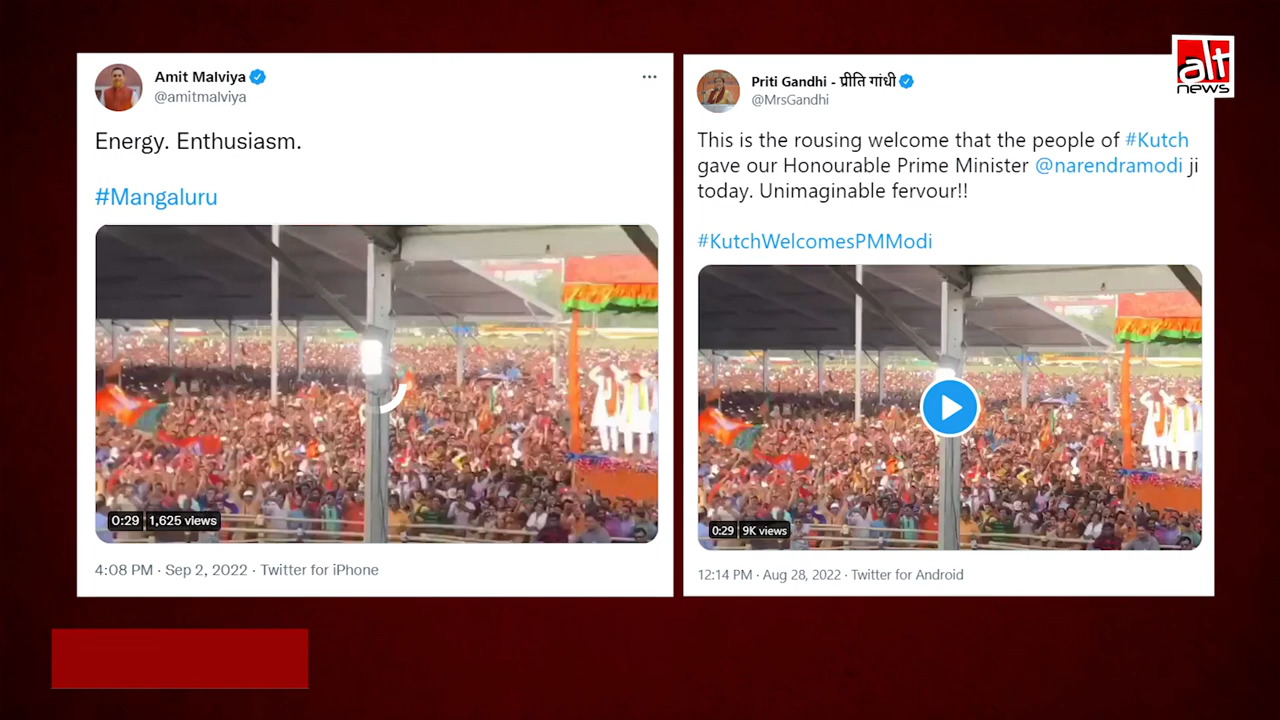 Amit Malviya
@amitmalviya
Energy. Enthusiasm.
#Mangaluru
0:29 1,625 views
4:08 PM · Sep 2, 2022 · Twitter for iPhone
Priti Gandhi - प्रीति गांधी
@MrsGandhi
This is the rousing welcome that the people of #Kutch
gave our Honourable Prime Minister @narendramodi ji
today. Unimaginable fervour!!
#KutchWelcomesPMModi
0:29 9K views
12:14 PM · Aug 28, 2022 · Twitter for Android
alt
news